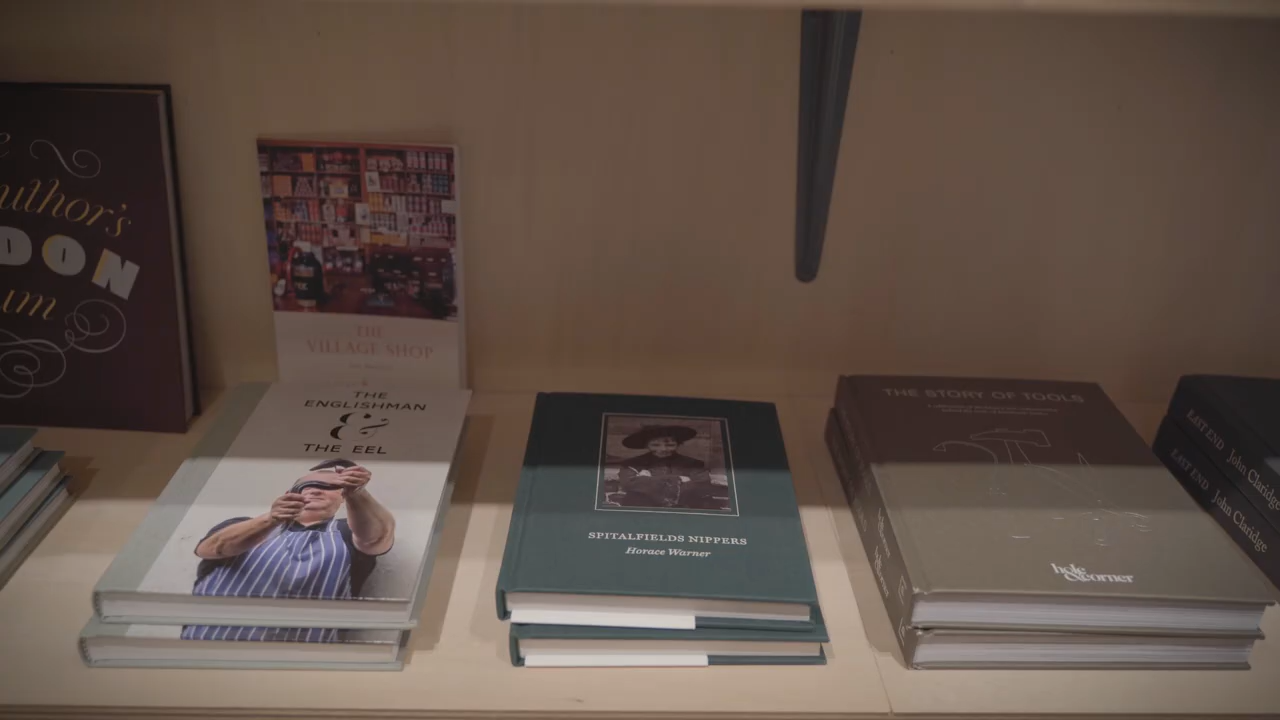 uthor's
DON
um
THE
VILLAGE SHOP
THE
ENGLISHMAN
&
THE EEL
SPITALFIELDS NIPPERS
Horace Warner
THE STORY OF TOOLS
hole
&corner
EAST END John Claridge
EAST END John Claridge